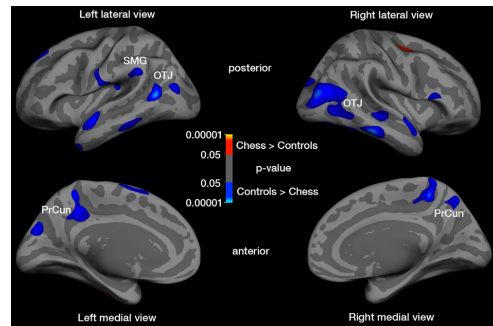 Left lateral view
Right lateral view
SMG
OTJ
posterior
OTJ
0.00001
Chess > Controls
0.05
p-value
0.05
Controls > Chess
0.00001
PrCun
PrCun
anterior
Left medial view
Right medial view